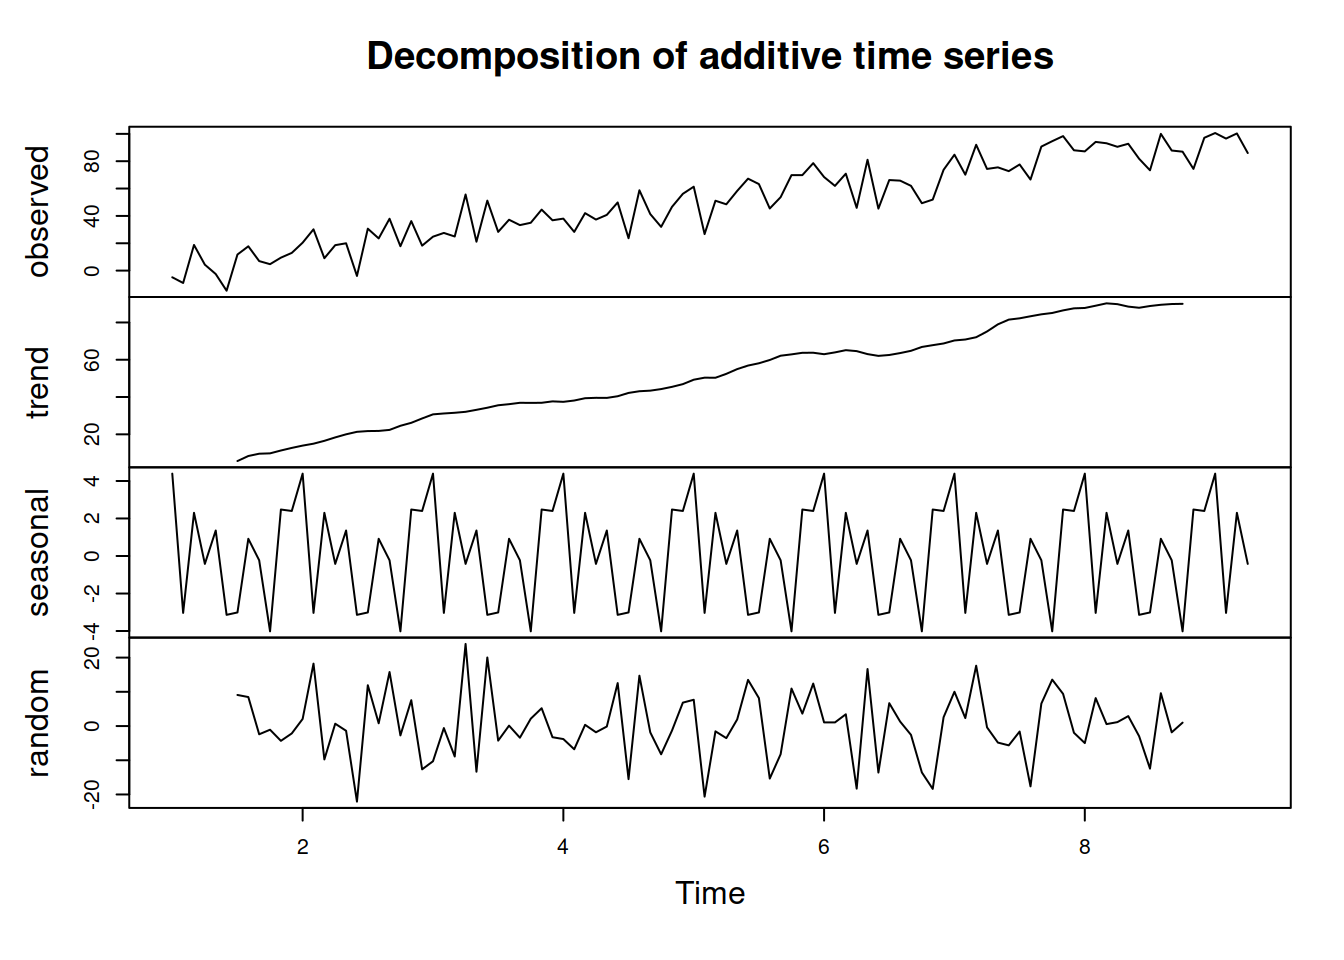 Decomposition of additive time series
observed
0 40 80
trend
20 60
seasonal
-4 -2 0 2 4
random
-20 0 20
2 4 6 8
Time